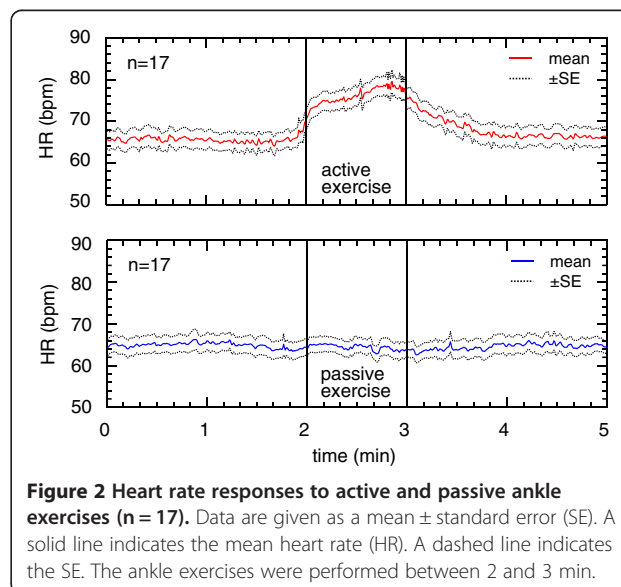 90
80
70
60
50
HR (bpm)
n=17
mean
±SE
active
exercise
90
80
70
60
50
HR (bpm)
n=17
mean
±SE
passive
exercise
0 1 2 3 4 5
time (min)
Figure 2 Heart rate responses to active and passive ankle
exercises (n = 17). Data are given as a mean ± standard error (SE). A
solid line indicates the mean heart rate (HR). A dashed line indicates
the SE. The ankle exercises were performed between 2 and 3 min.